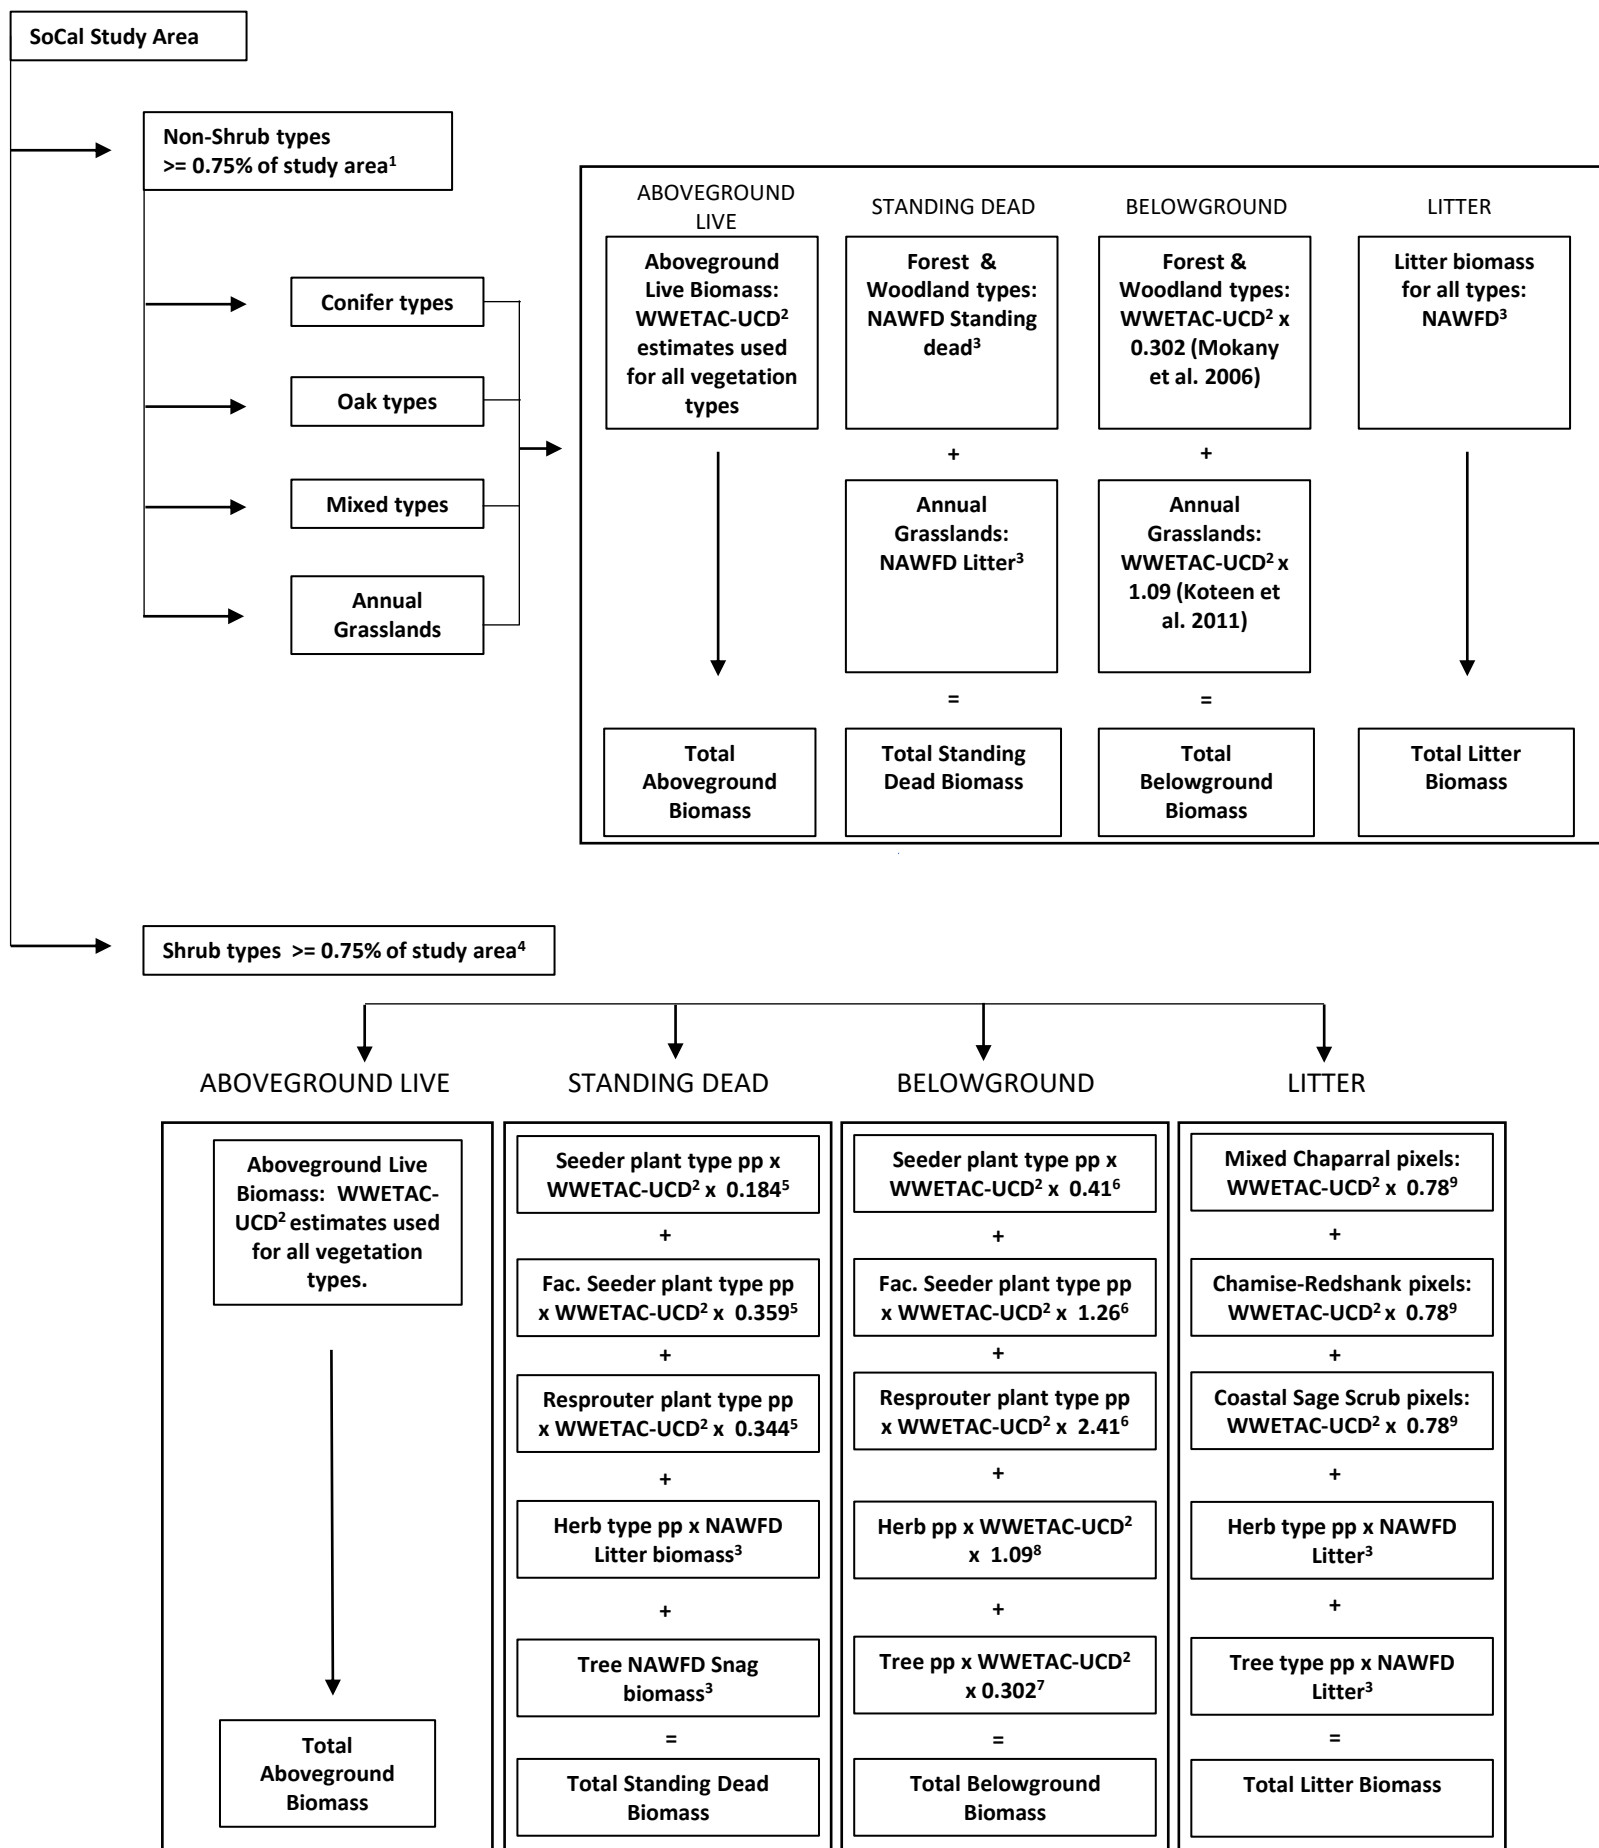 SoCal Study Area
Non-Shrub types
>= 0.75% of study area¹
Conifer types
Oak types
Mixed types
Annual
Grasslands
ABOVEGROUND
LIVE
Aboveground
Live Biomass:
WWETAC-UCD²
estimates used
for all vegetation
types
Total
Aboveground
Biomass
STANDING DEAD
Forest &
Woodland types:
NAWFD Standing
dead³
+
Annual
Grasslands:
NAWFD Litter³
=
Total Standing
Dead Biomass
BELOWGROUND
Forest &
Woodland types:
WWETAC-UCD² x
0.302 (Mokany
et al. 2006)
+
Annual
Grasslands:
WWETAC-UCD² x
1.09 (Koteen et
al. 2011)
=
Total
Belowground
Biomass
LITTER
Litter biomass
for all types:
NAWFD³
Total Litter
Biomass
Shrub types >= 0.75% of study area⁴
ABOVEGROUND LIVE
Aboveground Live
Biomass: WWETAC-
UCD² estimates used
for all vegetation
types.
Total
Aboveground
Biomass
STANDING DEAD
Seeder plant type pp x
WWETAC-UCD² x 0.184⁵
+
Fac. Seeder plant type pp
x WWETAC-UCD² x 0.359⁵
+
Resprouter plant type pp
x WWETAC-UCD² x 0.344⁵
+
Herb type pp x NAWFD
Litter biomass³
+
Tree NAWFD Snag
biomass³
=
Total Standing Dead
Biomass
BELOWGROUND
Seeder plant type pp x
WWETAC-UCD² x 0.41⁶
+
Fac. Seeder plant type pp
x WWETAC-UCD² x 1.26⁶
+
Resprouter plant type pp
x WWETAC-UCD² x 2.41⁶
+
Herb pp x WWETAC-UCD²
x 1.09⁸
+
Tree pp x WWETAC-UCD²
x 0.302⁷
=
Total Belowground
Biomass
LITTER
Mixed Chaparral pixels:
WWETAC-UCD² x 0.78⁹
+
Chamise-Redshank pixels:
WWETAC-UCD² x 0.78⁹
+
Coastal Sage Scrub pixels:
WWETAC-UCD² x 0.78⁹
+
Herb type pp x NAWFD
Litter³
+
Tree type pp x NAWFD
Litter³
=
Total Litter Biomass